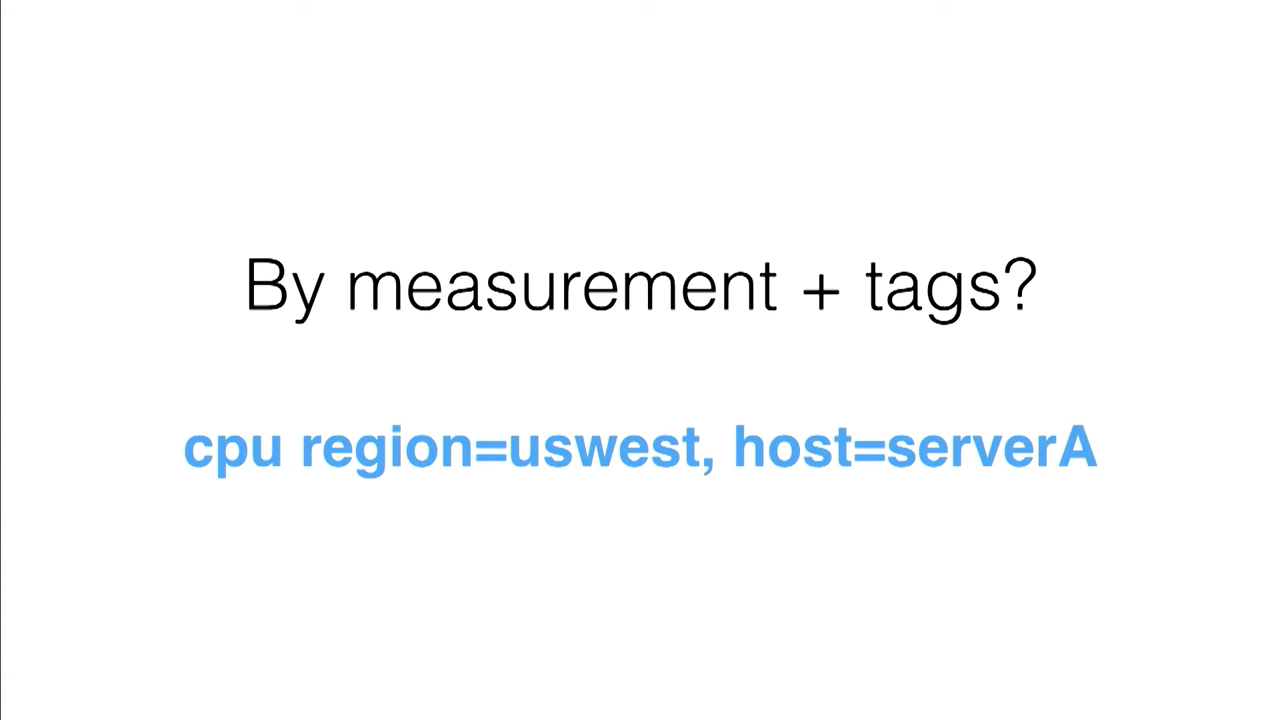 By measurement + tags?
cpu region=uswest, host=serverA